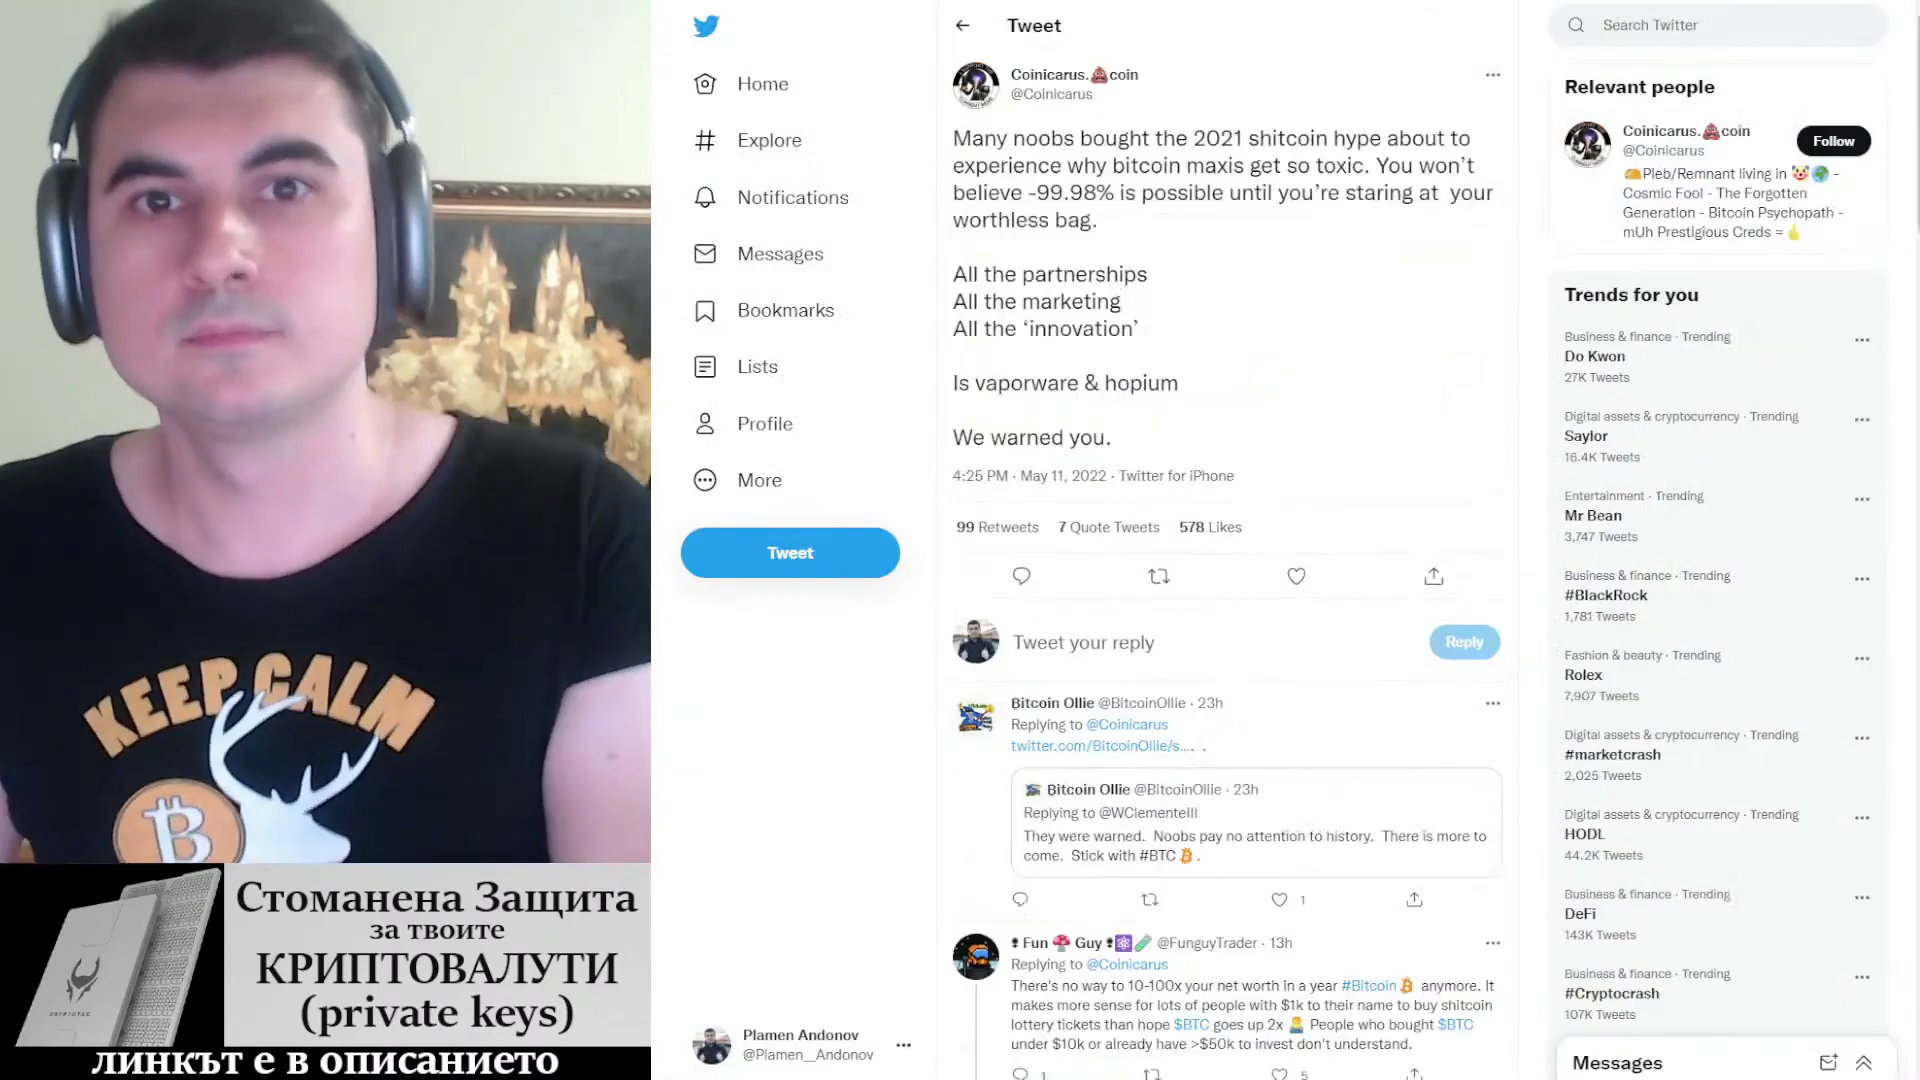 Tweet
Search Twitter
Coinicarus.💩coin
@Coinicarus
Many noobs bought the 2021 shitcoin hype about to
experience why bitcoin maxis get so toxic. You won't
believe -99.98% is possible until you're staring at your
worthless bag.
All the partnerships
All the marketing
All the 'innovation'
Is vaporware & hopium
We warned you.
4:25 PM · May 11, 2022 · Twitter for iPhone
99 Retweets 7 Quote Tweets 578 Likes
Tweet your reply
Reply
Bitcoin Ollie @BitcoinOllie · 23h
Replying to @Coinicarus
twitter.com/BitcoinOllie/s… .
Bitcoin Ollie @BitcoinOllie · 23h
Replying to @WClementeIII
They were warned. Noobs pay no attention to history. There is more to
come. Stick with #BTC .
1
Fun 🍄 Guy @FunguyTrader · 13h
Replying to @Coinicarus
There's no way to 10-100x your net worth in a year #Bitcoin anymore. It
makes more sense for lots of people with $1k to their name to buy shitcoin
lottery tickets than hope $BTC goes up 2x People who bought $BTC
under $10k or already have >$50k to invest don't understand.
1 5
Home
Explore
Notifications
Messages
Bookmarks
Lists
Profile
More
Tweet
Plamen Andonov
@Plamen__Andonov
Relevant people
Coinicarus.💩coin
@Coinicarus
Follow
🌮Pleb/Remnant living in 🤡🌍 -
Cosmic Fool - The Forgotten
Generation - Bitcoin Psychopath -
mUh PrestIgious Creds = 
Trends for you
Business & finance · Trending
Do Kwon
27K Tweets
Digital assets & cryptocurrency · Trending
Saylor
16.4K Tweets
Entertainment · Trending
Mr Bean
3,747 Tweets
Business & finance · Trending
#BlackRock
1,781 Tweets
Fashion & beauty · Trending
Rolex
7,907 Tweets
Digital assets & cryptocurrency · Trending
#marketcrash
2,025 Tweets
Digital assets & cryptocurrency · Trending
HODL
44.2K Tweets
Business & finance · Trending
DeFi
143K Tweets
Business & finance · Trending
#Cryptocrash
107K Tweets
Messages
KEEP CALM
Стоманена Защита
за твоите
КРИПТОВАЛУТИ
(private keys)
линкът е в описанието